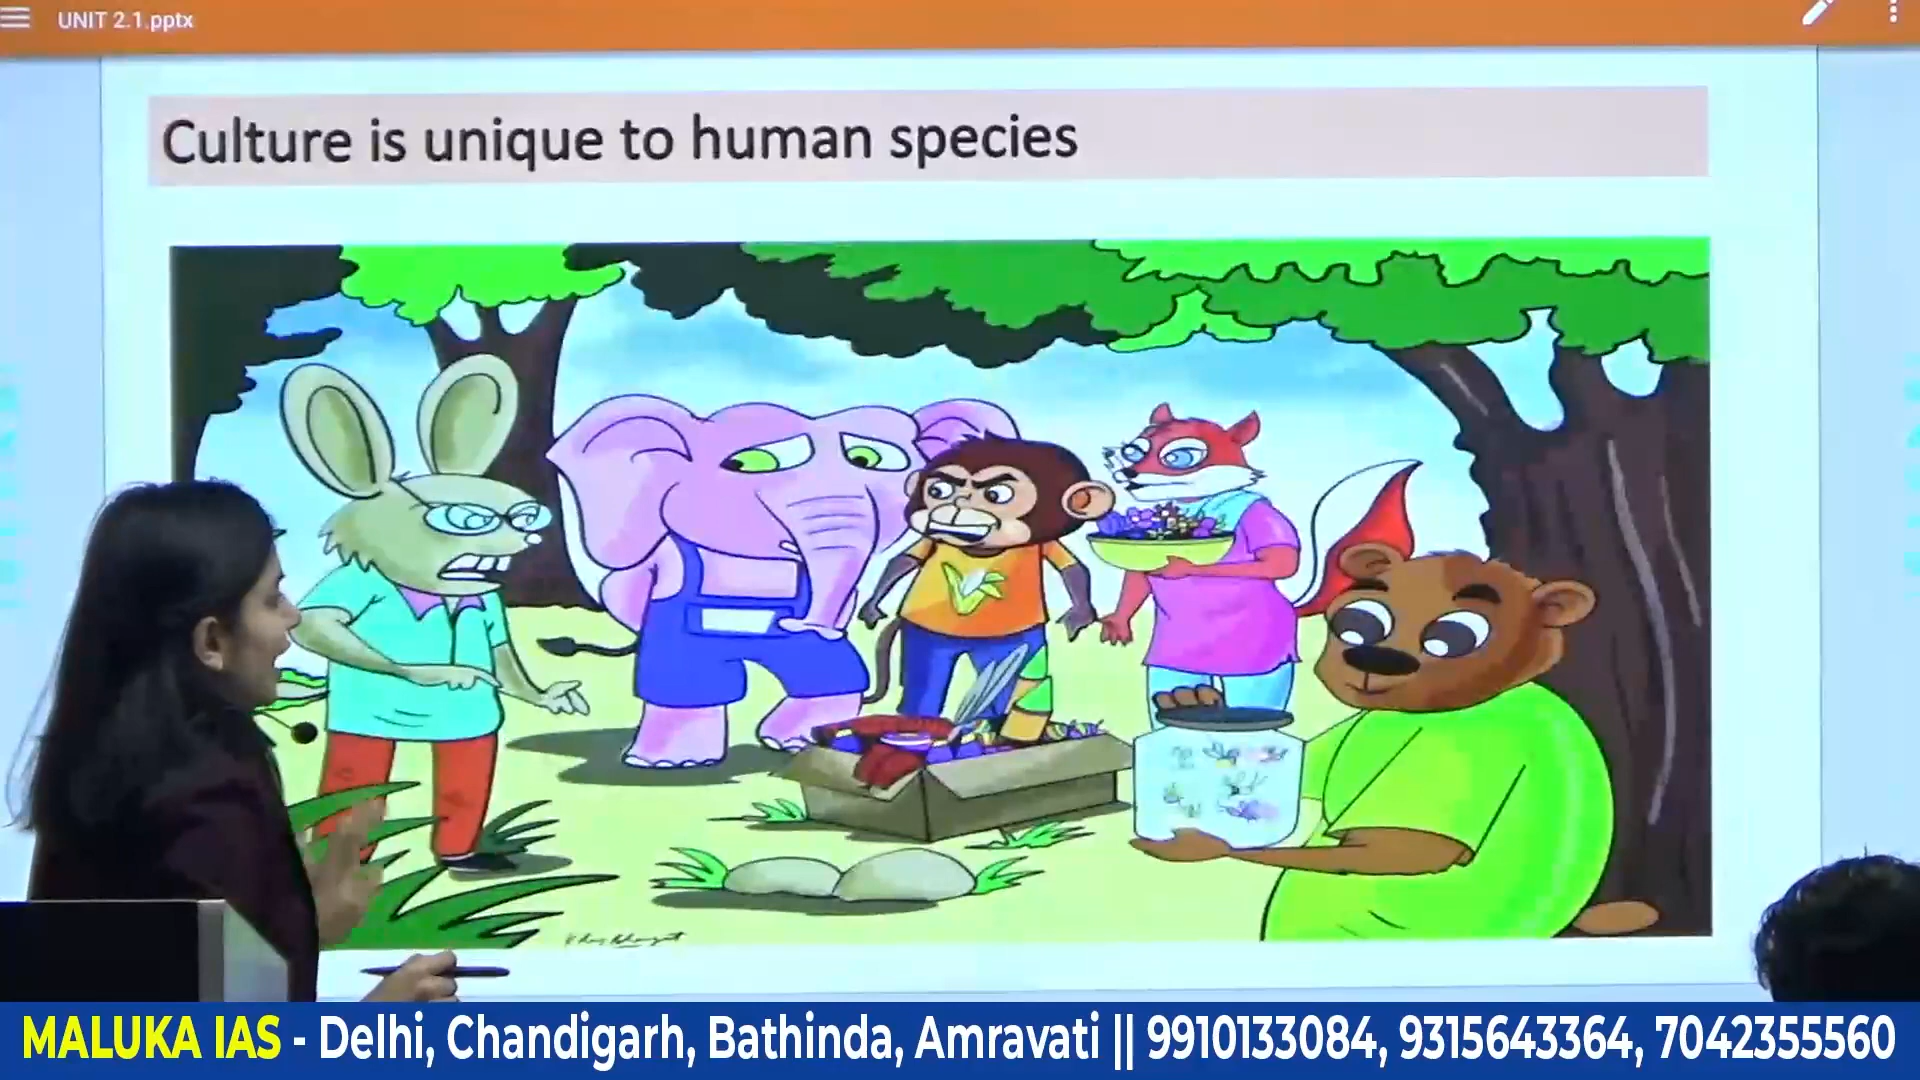 UNIT 2.1.pptx
Culture is unique to human species
MALUKA IAS - Delhi, Chandigarh, Bathinda, Amravati || 9910133084, 9315643364, 7042355560